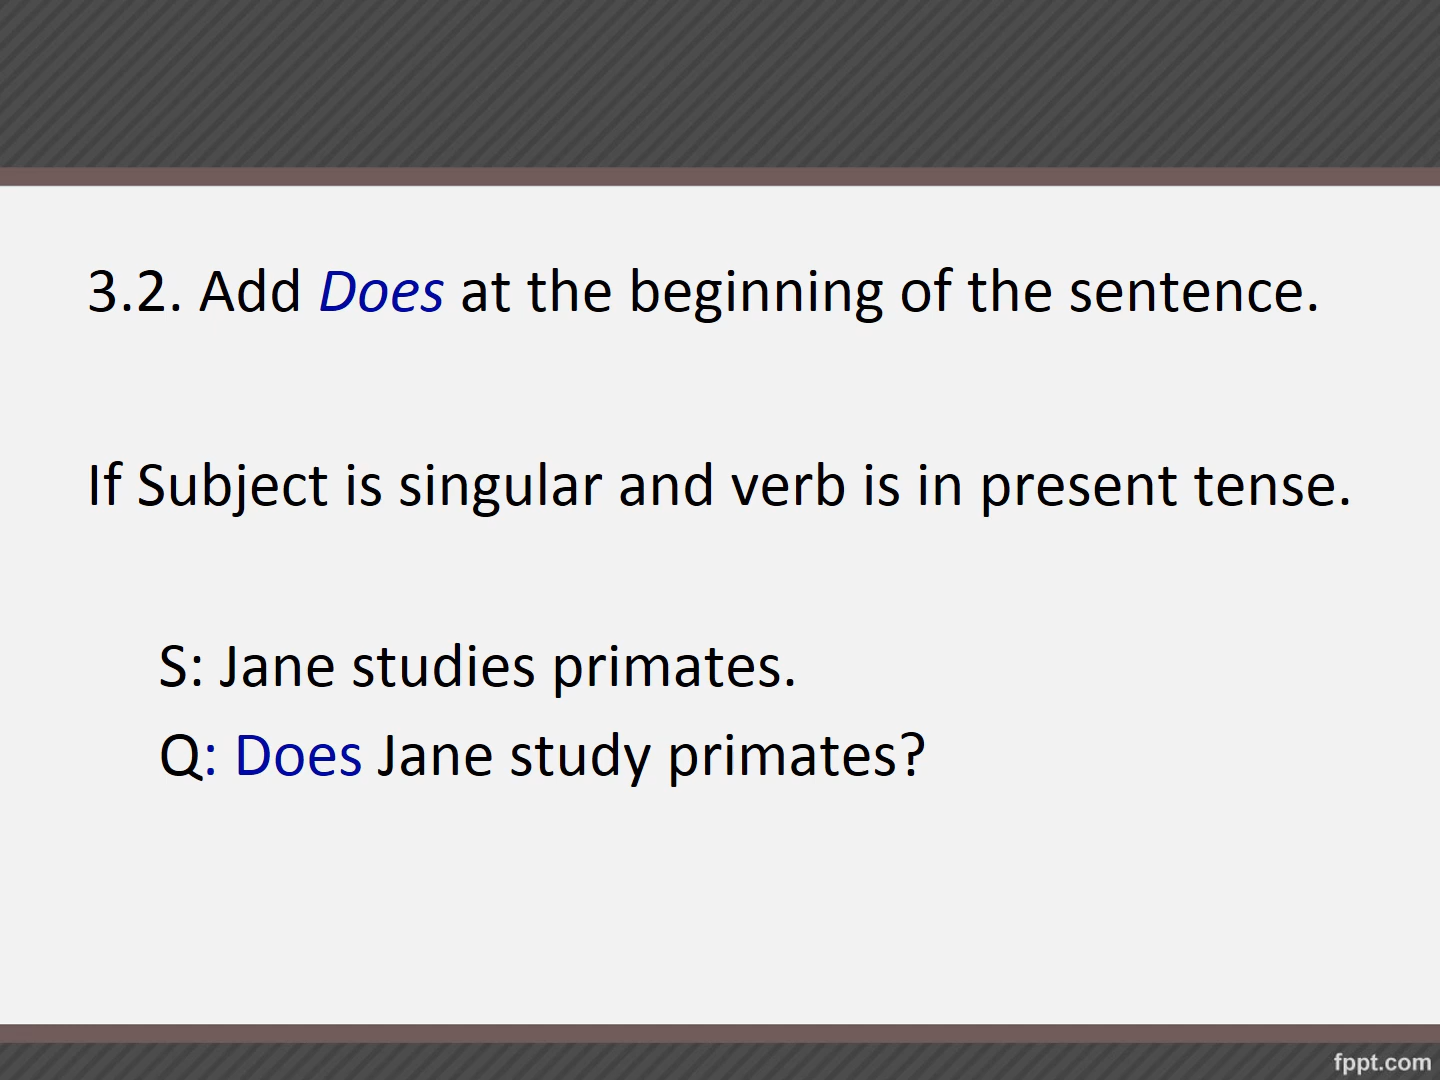 3.2. Add Does at the beginning of the sentence.
If Subject is singular and verb is in present tense.
S: Jane studies primates.
Q: Does Jane study primates?
fppt.com